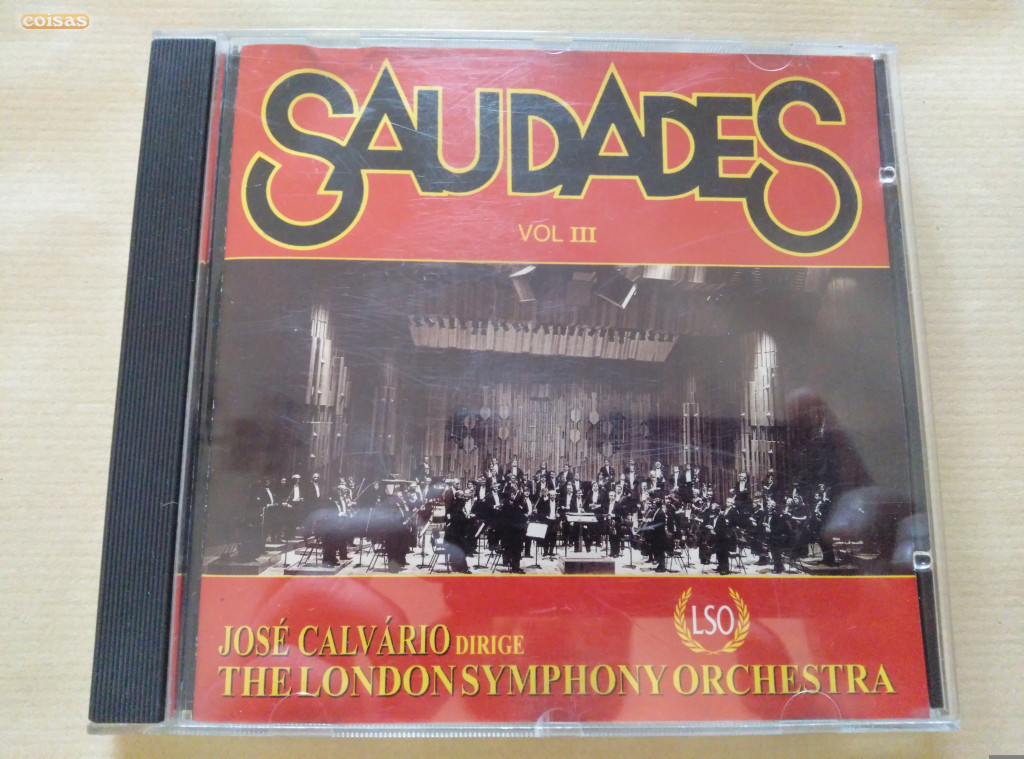 coisas
SAUDADES
VOL III
LSO
JOSÉ CALVÁRIO DIRIGE
THE LONDON SYMPHONY ORCHESTRA